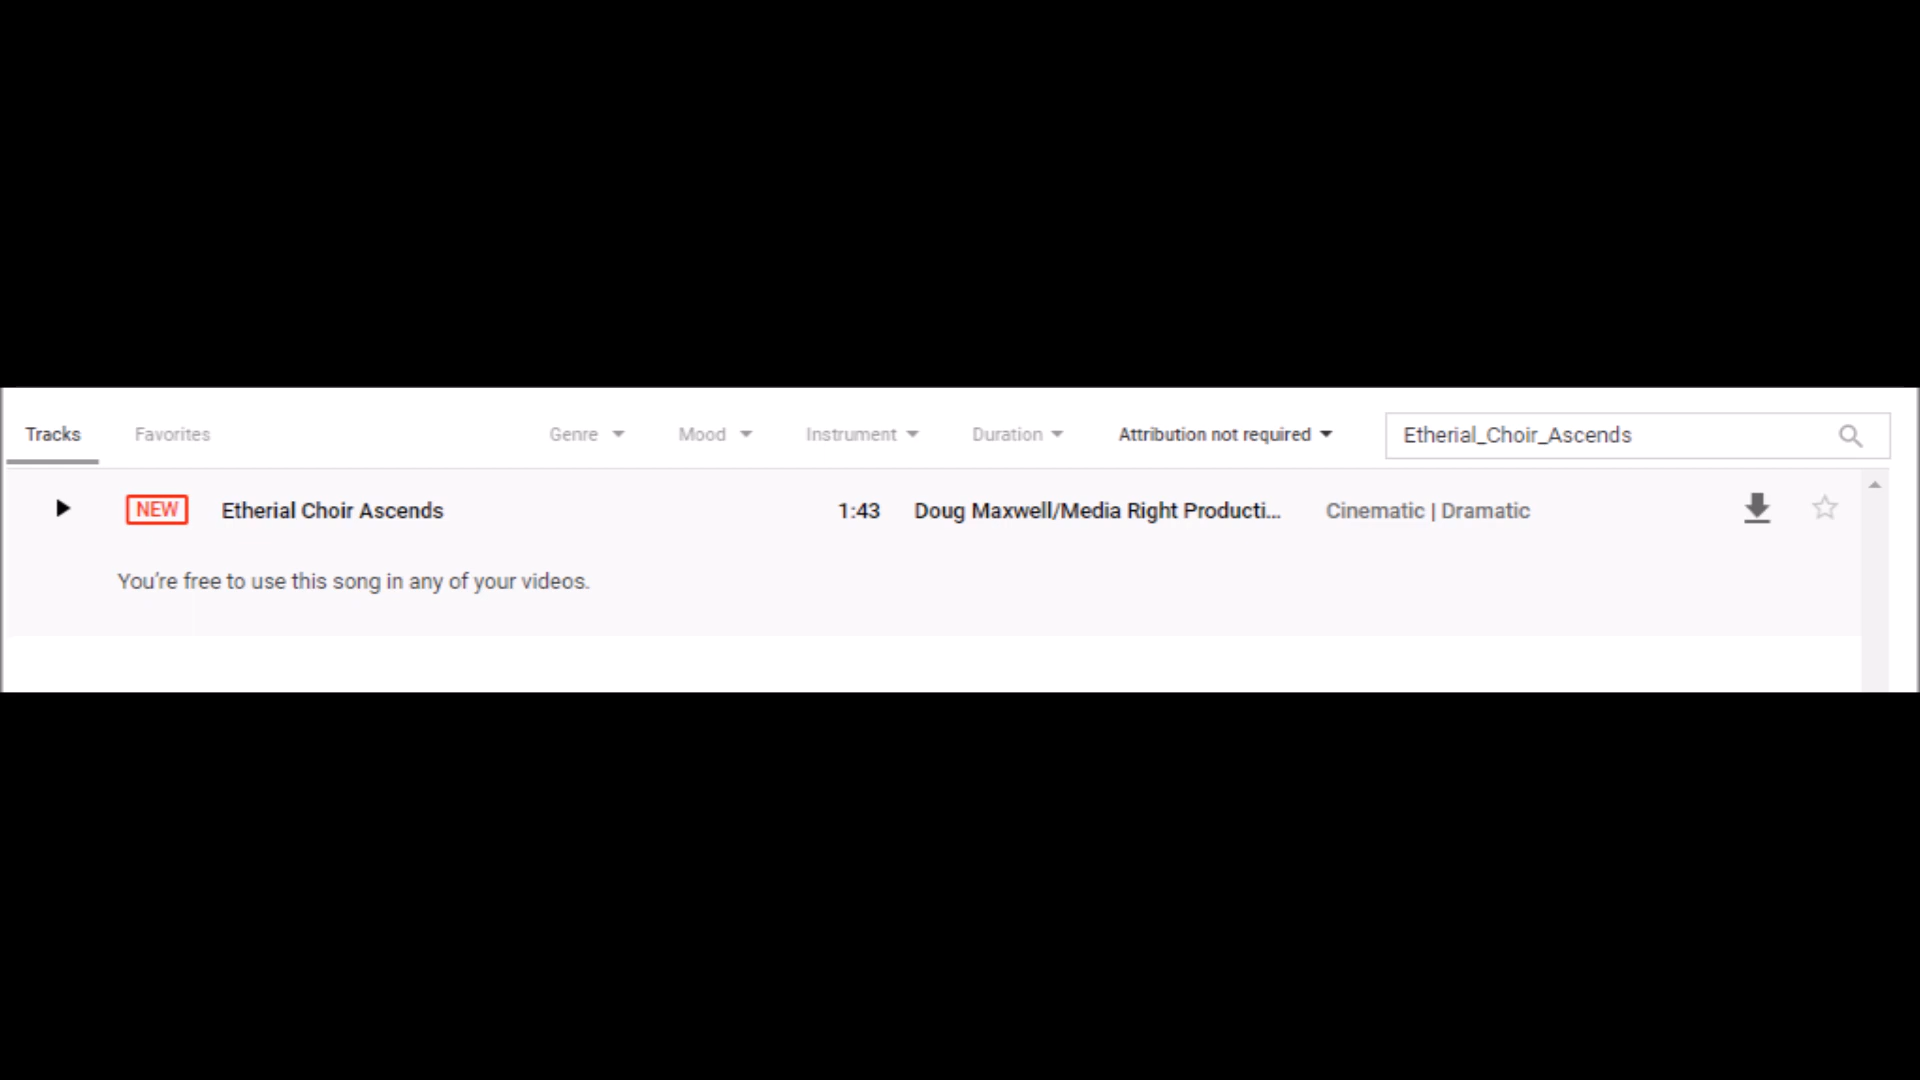 Tracks Favorites Genre Mood Instrument Duration Attribution not required Etherial_Choir_Ascends
NEW Etherial Choir Ascends 1:43 Doug Maxwell/Media Right Producti... Cinematic | Dramatic
You're free to use this song in any of your videos.